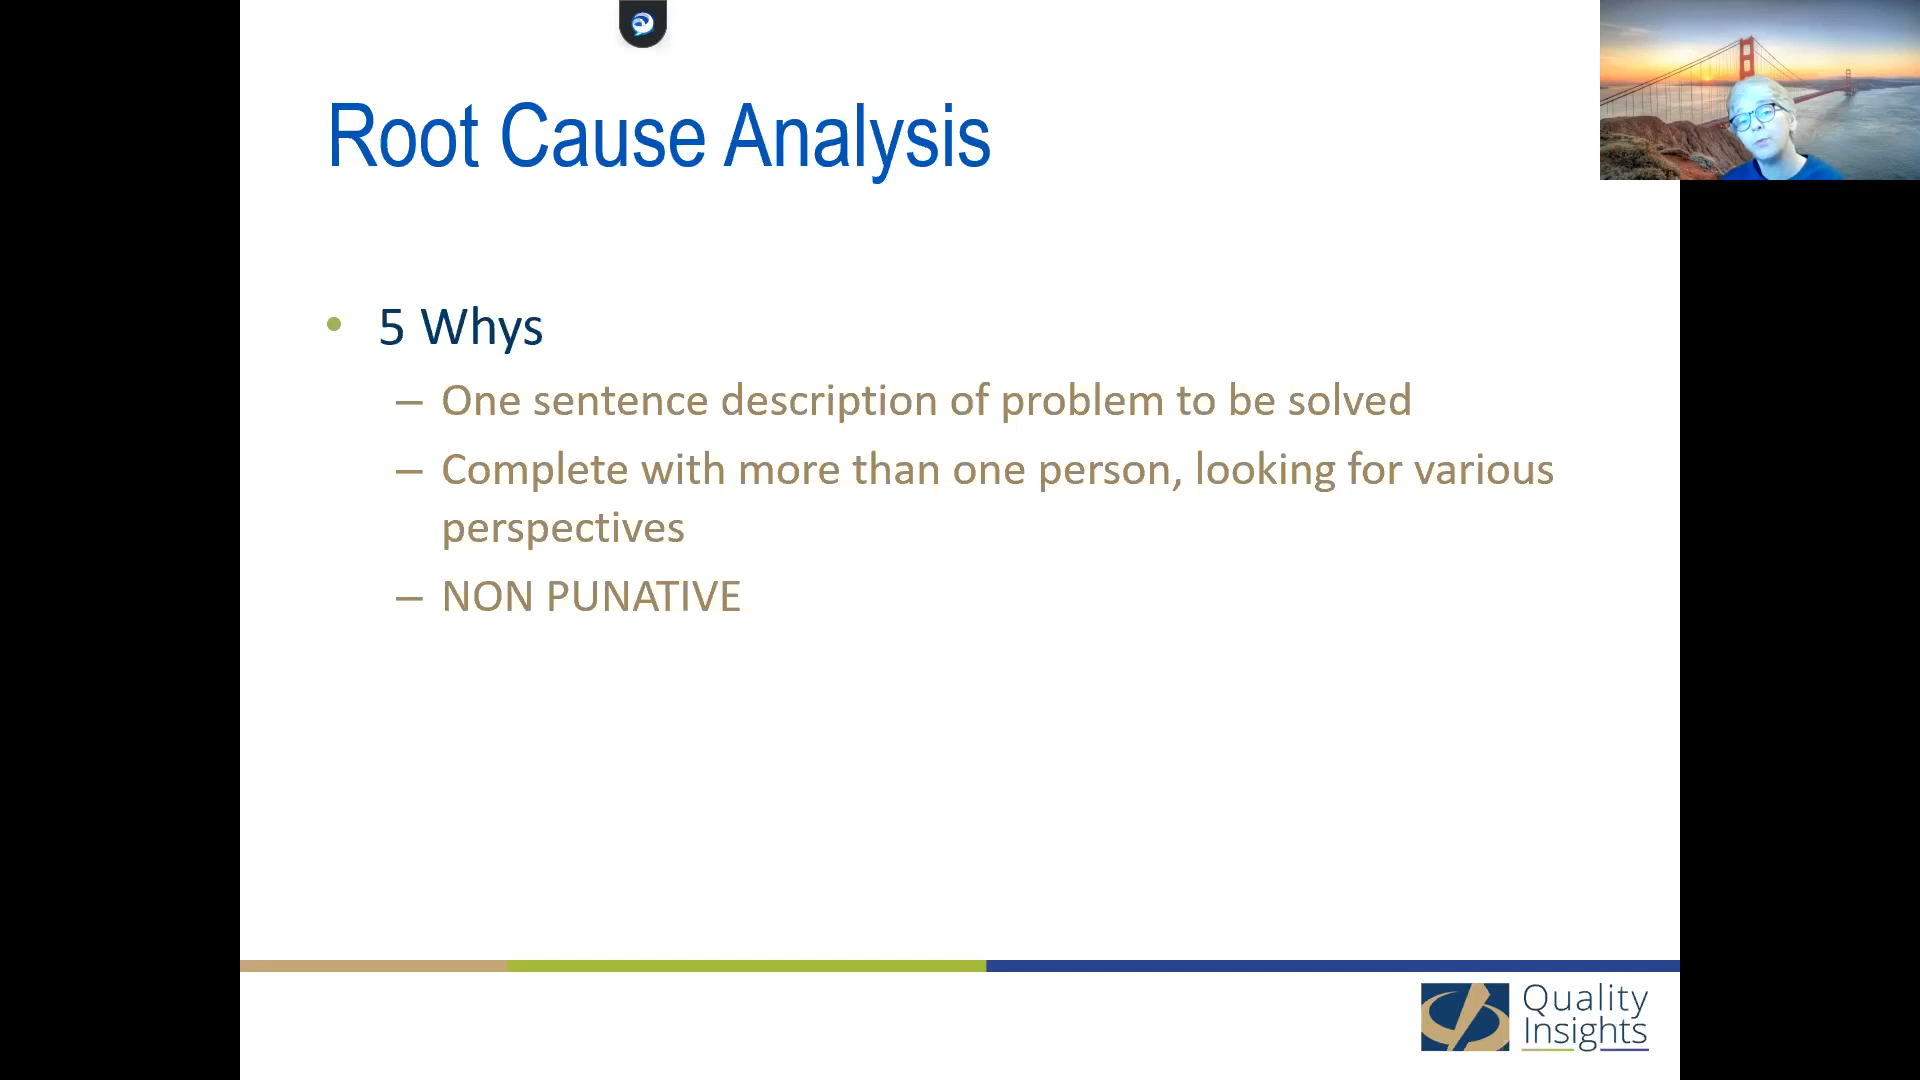 Root Cause Analysis
• 5 Whys
– One sentence description of problem to be solved
– Complete with more than one person, looking for various
perspectives
– NON PUNATIVE
Quality
Insights